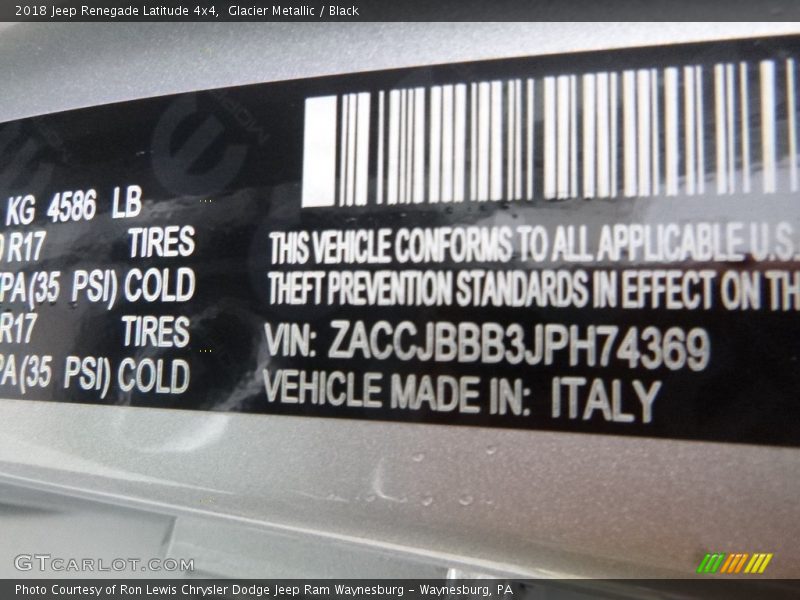 2018 Jeep Renegade Latitude 4x4,  Glacier Metallic / Black
KG 4586 LB
R17 TIRES
(35 PSI) COLD
R17 TIRES
(35 PSI) COLD
THIS VEHICLE CONFORMS TO ALL APPLICABLE U.S.
THEFT PREVENTION STANDARDS IN EFFECT ON TH
VIN: ZACCJBBB3JPH74369
VEHICLE MADE IN: ITALY
GTCARLOT.COM
Photo Courtesy of Ron Lewis Chrysler Dodge Jeep Ram Waynesburg - Waynesburg, PA